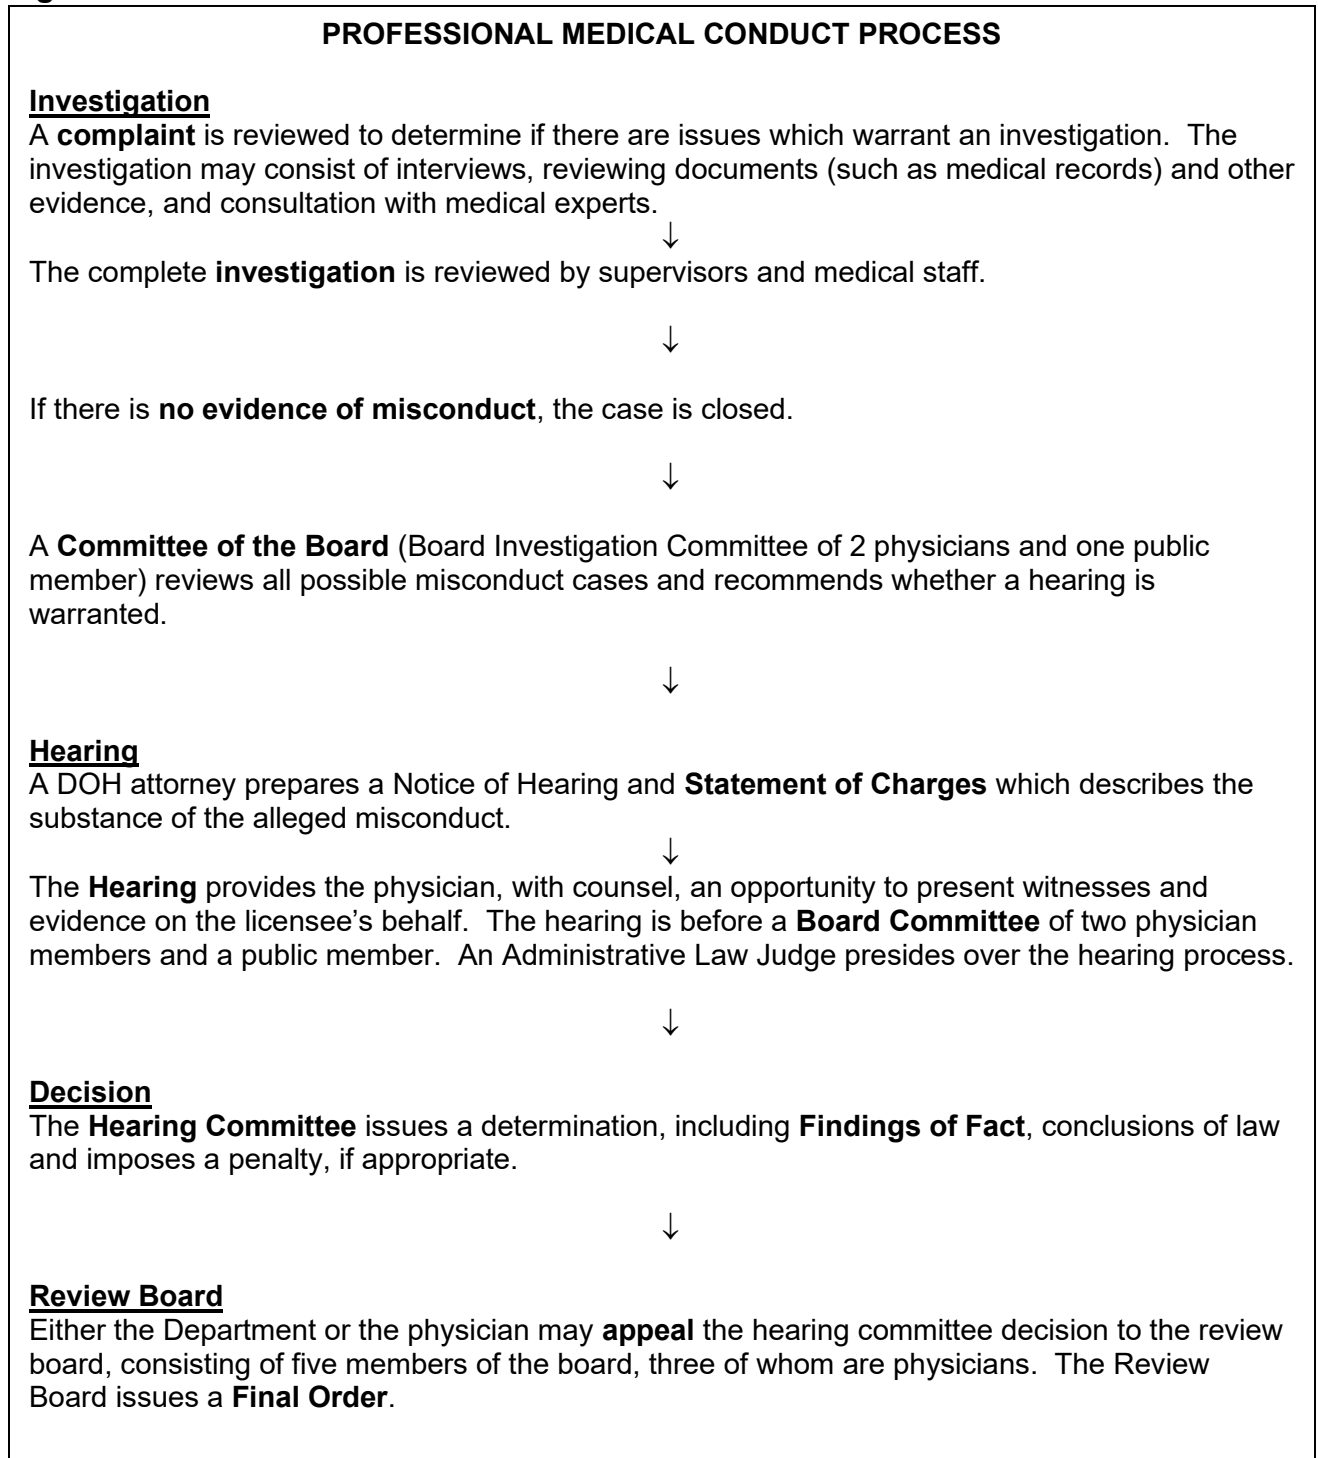 PROFESSIONAL MEDICAL CONDUCT PROCESS
Investigation
A complaint is reviewed to determine if there are issues which warrant an investigation.  The
investigation may consist of interviews, reviewing documents (such as medical records) and other
evidence, and consultation with medical experts.
↓
The complete investigation is reviewed by supervisors and medical staff.
↓
If there is no evidence of misconduct, the case is closed.
↓
A Committee of the Board (Board Investigation Committee of 2 physicians and one public
member) reviews all possible misconduct cases and recommends whether a hearing is
warranted.
↓
Hearing
A DOH attorney prepares a Notice of Hearing and Statement of Charges which describes the
substance of the alleged misconduct.
↓
The Hearing provides the physician, with counsel, an opportunity to present witnesses and
evidence on the licensee's behalf.  The hearing is before a Board Committee of two physician
members and a public member.  An Administrative Law Judge presides over the hearing process.
↓
Decision
The Hearing Committee issues a determination, including Findings of Fact, conclusions of law
and imposes a penalty, if appropriate.
↓
Review Board
Either the Department or the physician may appeal the hearing committee decision to the review
board, consisting of five members of the board, three of whom are physicians.  The Review
Board issues a Final Order.